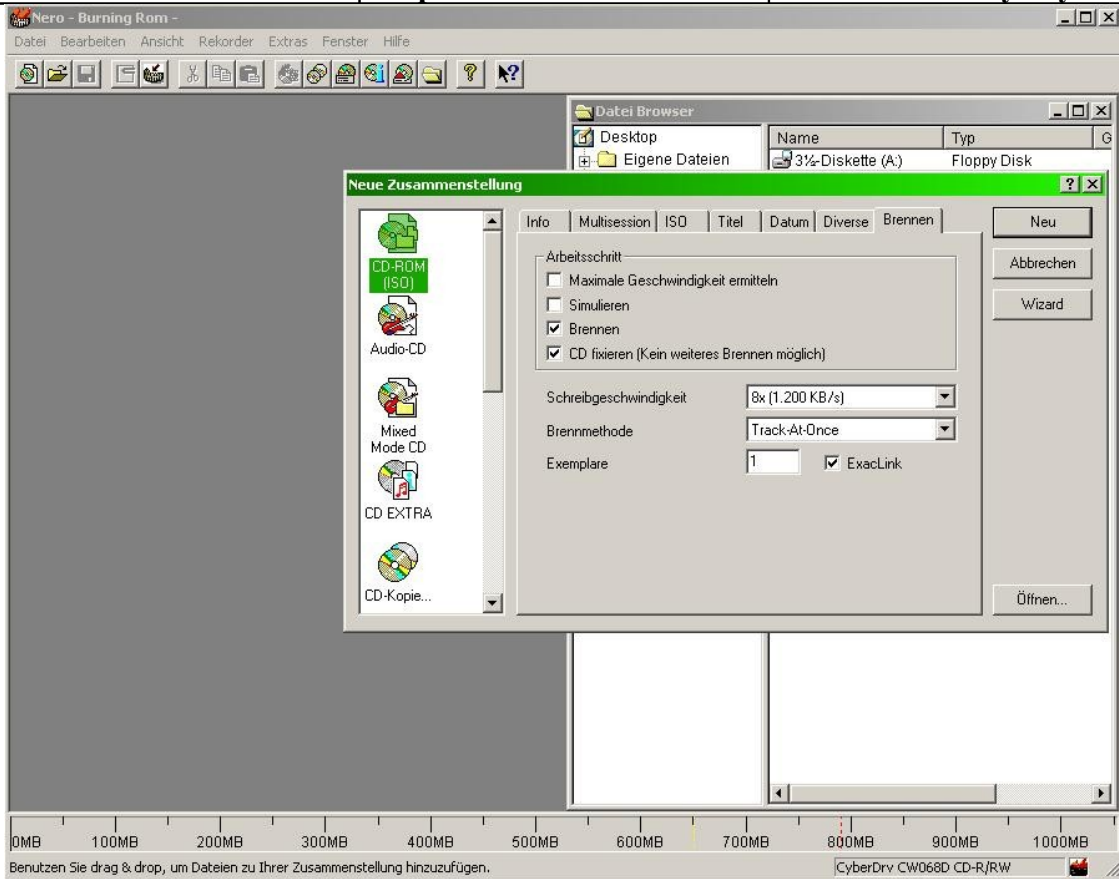 Nero - Burning Rom -
Datei Bearbeiten Ansicht Rekorder Extras Fenster Hilfe
Datei Browser
Desktop
Eigene Dateien
Name Typ G
3½-Diskette (A:) Floppy Disk
Neue Zusammenstellung
CD-ROM
(ISO)
Audio-CD
Mixed
Mode CD
CD EXTRA
CD-Kopie...
Info Multisession ISO Titel Datum Diverse Brennen
Arbeitsschritt
Maximale Geschwindigkeit ermitteln
Simulieren
Brennen
CD fixieren (Kein weiteres Brennen möglich)
Schreibgeschwindigkeit 8x (1.200 KB/s)
Brennmethode Track-At-Once
Exemplare 1 ExacLink
Neu
Abbrechen
Wizard
Öffnen...
0MB 100MB 200MB 300MB 400MB 500MB 600MB 700MB 800MB 900MB 1000MB
Benutzen Sie drag & drop, um Dateien zu Ihrer Zusammenstellung hinzuzufügen.
CyberDrv CW068D CD-R/RW